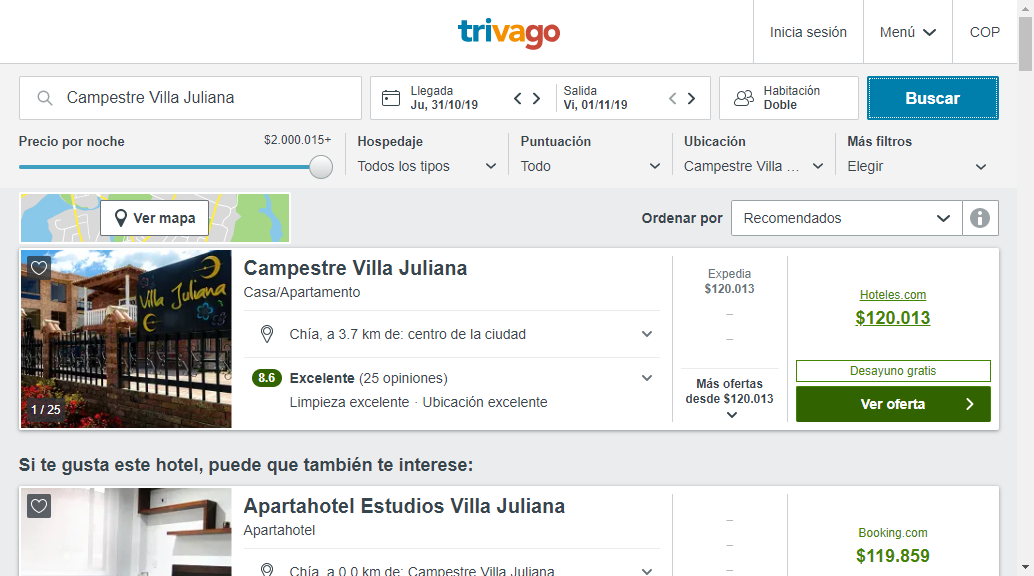 trivago
Inicia sesión
Menú
COP
Campestre Villa Juliana
Llegada
Ju, 31/10/19
Salida
Vi, 01/11/19
Habitación
Doble
Buscar
Precio por noche
$2.000.015+
Hospedaje
Todos los tipos
Puntuación
Todo
Ubicación
Campestre Villa ...
Más filtros
Elegir
Ver mapa
Ordenar por
Recomendados
Villa Juliana
1 / 25
Campestre Villa Juliana
Casa/Apartamento
Chía, a 3.7 km de: centro de la ciudad
8.6 Excelente (25 opiniones)
Limpieza excelente · Ubicación excelente
Expedia
$120.013
Más ofertas
desde $120.013
Hoteles.com
$120.013
Desayuno gratis
Ver oferta
Si te gusta este hotel, puede que también te interese:
Apartahotel Estudios Villa Juliana
Apartahotel
Chía, a 0.0 km de: Campestre Villa Juliana
Booking.com
$119.859